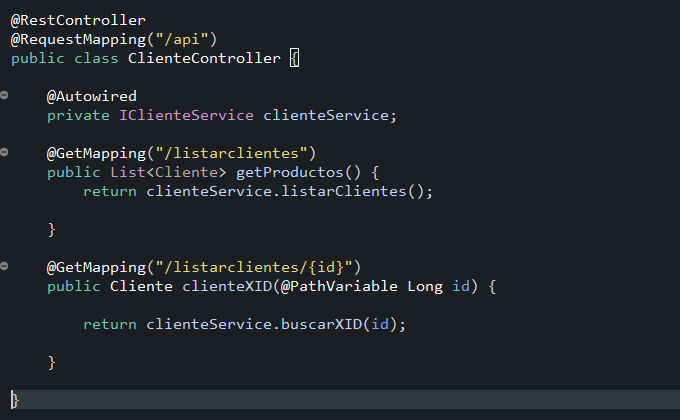 @RestController
@RequestMapping("/api")
public class ClienteController {
@Autowired
private IClienteService clienteService;
@GetMapping("/listarclientes")
public List<Cliente> getProductos() {
return clienteService.listarClientes();
}
@GetMapping("/listarclientes/{id}")
public Cliente clienteXID(@PathVariable Long id) {
return clienteService.buscarXID(id);
}
}